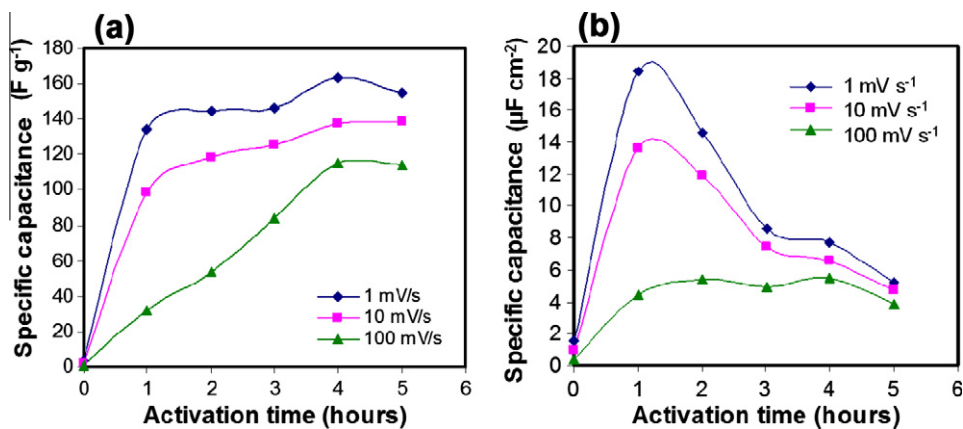 (a)
Specific capacitance (F g-1)
180
160
140
120
100
80
60
40
20
0
0 1 2 3 4 5 6
Activation time (hours)
1 mV/s
10 mV/s
100 mV/s
(b)
Specific capacitance (µF cm-2)
20
18
16
14
12
10
8
6
4
2
0
0 1 2 3 4 5 6
Activation time (hours)
1 mV s-1
10 mV s-1
100 mV s-1